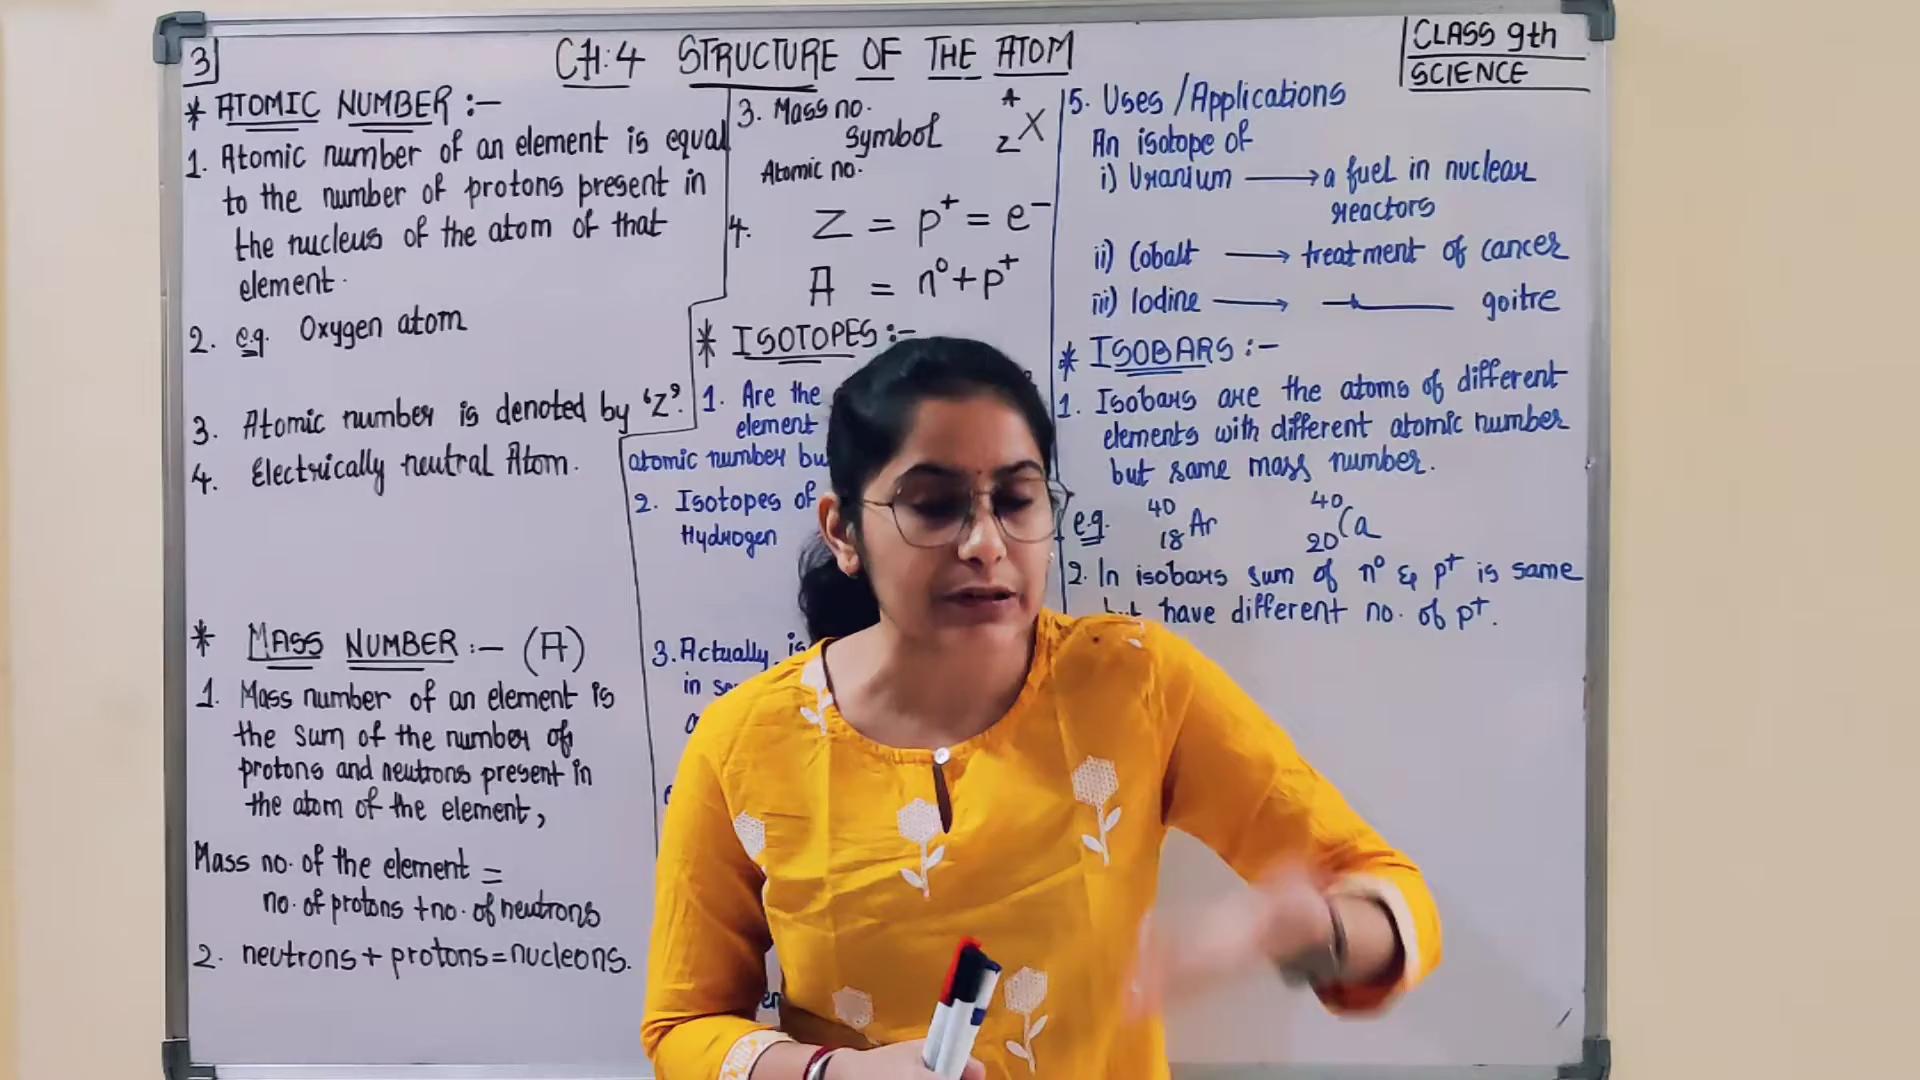 3
CH:4 STRUCTURE OF THE ATOM
CLASS 9th
SCIENCE
* ATOMIC NUMBER :-
1. Atomic number of an element is equal
to the number of protons present in
the nucleus of the atom of that
element.
2. e.g. Oxygen atom
3. Atomic number is denoted by 'Z'.
4. Electrically neutral Atom.
* MASS NUMBER :- (A)
1. Mass number of an element is
the sum of the number of
protons and neutrons present in
the atom of the element,
Mass no. of the element =
no. of protons + no. of neutrons
2. neutrons + protons = nucleons.
3. Mass no. A
Symbol X
Atomic no. Z
4. Z = p⁺ = e⁻
A = n⁰ + p⁺
* ISOTOPES :-
1. Are the
element
atomic number
2. Isotopes of
Hydrogen
3. Actually,
in
5. Uses / Applications
An isotope of
i) Uranium ⟶ a fuel in nuclear
reactors
ii) Cobalt ⟶ treatment of cancer
iii) Iodine ⟶ —"— goitre
* ISOBARS :-
1. Isobars are the atoms of different
elements with different atomic number
but same mass number.
e.g. ⁴⁰₁₈Ar ⁴⁰₂₀Ca
2. In isobars sum of n⁰ & p⁺ is same
but have different no. of p⁺.